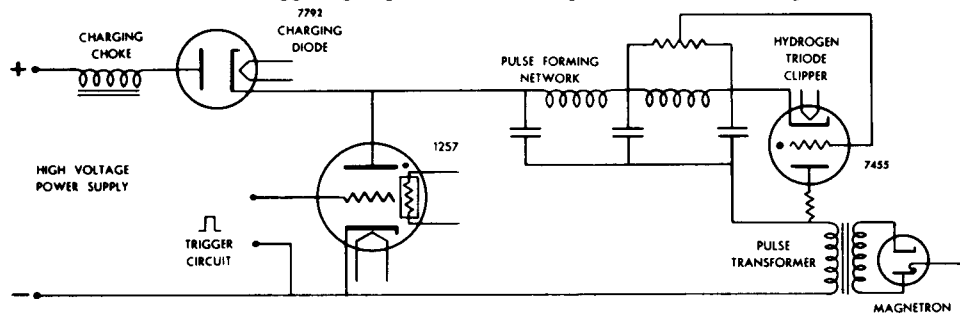 7792
CHARGING
DIODE
CHARGING
CHOKE
HYDROGEN
TRIODE
CLIPPER
PULSE FORMING
NETWORK
+
1257
7455
HIGH VOLTAGE
POWER SUPPLY
TRIGGER
CIRCUIT
PULSE
TRANSFORMER
−
MAGNETRON